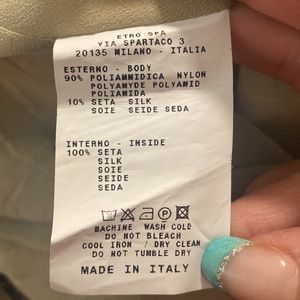 ETRO SPA
VIA SPARTACO 3
20135 MILANO - ITALIA
ESTERNO - BODY
90% POLIAMMIDICA NYLON
POLYAMYDE POLYAMID
POLIAMIDA
10% SETA SILK
SOIE SEIDE SEDA
INTERNO - INSIDE
100% SETA
SILK
SOIE
SEIDE
SEDA
MACHINE WASH COLD
DO NOT BLEACH
COOL IRON / DRY CLEAN
DO NOT TUMBLE DRY
MADE IN ITALY